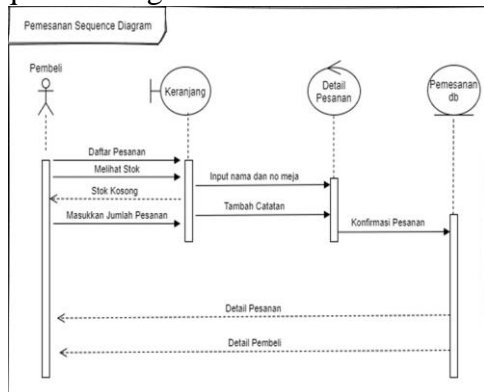 Pemesanan Sequence Diagram
Pembeli
Keranjang
Detail
Pesanan
Pemesanan
db
Daftar Pesanan
Melihat Stok
Input nama dan no meja
Stok Kosong
Tambah Catatan
Masukkan Jumlah Pesanan
Konfirmasi Pesanan
Detail Pesanan
Detail Pembeli